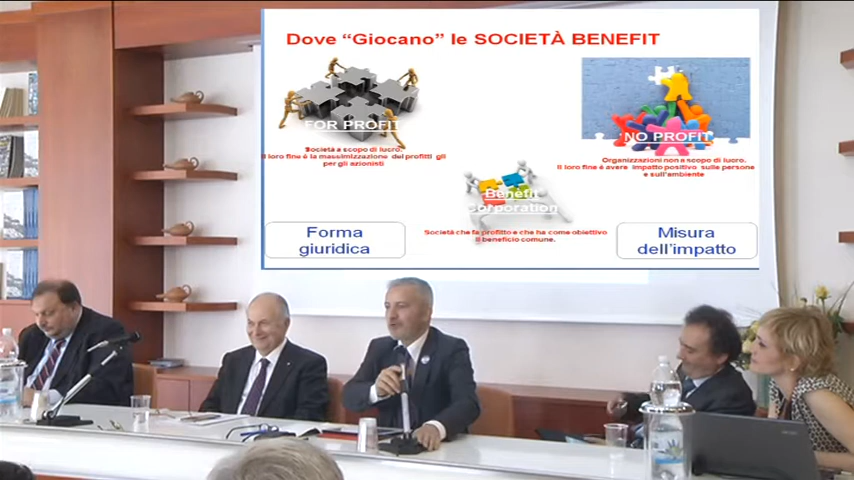 Dove “Giocano” le SOCIETÀ BENEFIT
FOR PROFIT
Società a scopo di lucro.
Il loro fine è la massimizzazione dei profitti gli
per gli azionisti
NO PROFIT
Organizzazioni non a scopo di lucro.
Il loro fine è avere impatto positivo sulle persone
e sull'ambiente
Benefit
Corporation
Società che fa profitto e che ha come obiettivo
il beneficio comune.
Forma
giuridica
Misura
dell'impatto